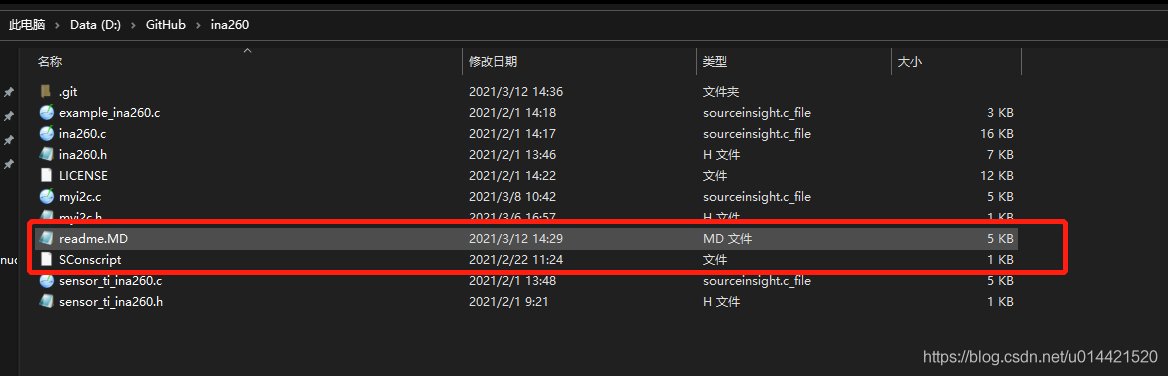 此电脑 › Data (D:) › GitHub › ina260
名称 修改日期 类型 大小
.git 2021/3/12 14:36 文件夹
example_ina260.c 2021/2/1 14:18 sourceinsight.c_file 3 KB
ina260.c 2021/2/1 14:17 sourceinsight.c_file 16 KB
ina260.h 2021/2/1 13:46 H 文件 7 KB
LICENSE 2021/2/1 14:22 文件 12 KB
myi2c.c 2021/3/8 10:42 sourceinsight.c_file 5 KB
myi2c.h 2021/3/6 16:57 H 文件 1 KB
readme.MD 2021/3/12 14:29 MD 文件 5 KB
nuc SConscript 2021/2/22 11:24 文件 1 KB
sensor_ti_ina260.c 2021/2/1 13:48 sourceinsight.c_file 5 KB
sensor_ti_ina260.h 2021/2/1 9:21 H 文件 1 KB
https://blog.csdn.net/u014421520